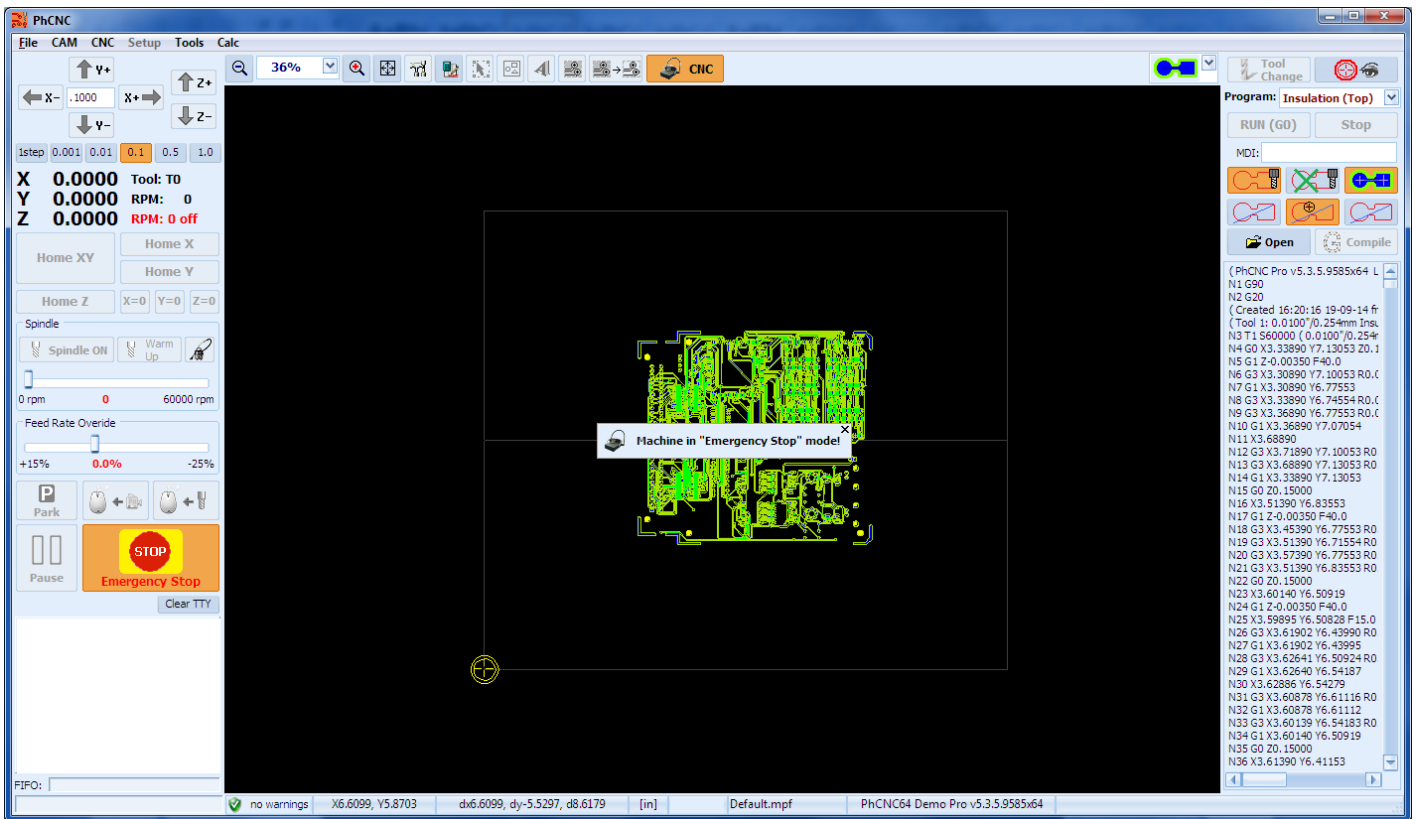 PhCNC
File CAM CNC Setup Tools Calc
Y+
X- .1000 X+
Y-
Z+
Z-
1step 0.001 0.01 0.1 0.5 1.0
X 0.0000 Tool: T0
Y 0.0000 RPM: 0
Z 0.0000 RPM: 0 off
Home XY
Home X
Home Y
Home Z X=0 Y=0 Z=0
Spindle
Spindle ON Warm Up
0 rpm 0 60000 rpm
Feed Rate Overide
+15% 0.0% -25%
P
Park
Pause
STOP
Emergency Stop
Clear TTY
FIFO:
36%
CNC
Machine in "Emergency Stop" mode!
Tool
Change
Program: Insulation (Top)
RUN (G0) Stop
MDI:
Open Compile
( PhCNC Pro v5.3.5.9585x64 L
N1 G90
N2 G20
( Created 16:20:16 19-09-14 fr
( Tool 1: 0.0100"/0.254mm Insu
N3 T1 S60000 ( 0.0100"/0.254r
N4 G0 X3.33890 Y7.13053 Z0.1
N5 G1 Z-0.00350 F40.0
N6 G3 X3.30890 Y7.10053 R0.0
N7 G1 X3.30890 Y6.77553
N8 G3 X3.33890 Y6.74554 R0.0
N9 G3 X3.36890 Y6.77553 R0.0
N10 G1 X3.36890 Y7.07054
N11 X3.68890
N12 G3 X3.71890 Y7.10053 R0
N13 G3 X3.68890 Y7.13053 R0
N14 G1 X3.33890 Y7.13053
N15 G0 Z0.15000
N16 X3.51390 Y6.83553
N17 G1 Z-0.00350 F40.0
N18 G3 X3.45390 Y6.77553 R0
N19 G3 X3.51390 Y6.71554 R0
N20 G3 X3.57390 Y6.77553 R0
N21 G3 X3.51390 Y6.83553 R0
N22 G0 Z0.15000
N23 X3.60140 Y6.50919
N24 G1 Z-0.00350 F40.0
N25 X3.59895 Y6.50828 F15.0
N26 G3 X3.61902 Y6.43990 R0
N27 G1 X3.61902 Y6.43995
N28 G3 X3.62641 Y6.50924 R0
N29 G1 X3.62640 Y6.54187
N30 X3.62886 Y6.54279
N31 G3 X3.60878 Y6.61116 R0
N32 G1 X3.60878 Y6.61112
N33 G3 X3.60139 Y6.54183 R0
N34 G1 X3.60140 Y6.50919
N35 G0 Z0.15000
N36 X3.61390 Y6.41153
no warnings X6.6099, Y5.8703 dx6.6099, dy-5.5297, d8.6179 [in] Default.mpf PhCNC64 Demo Pro v5.3.5.9585x64